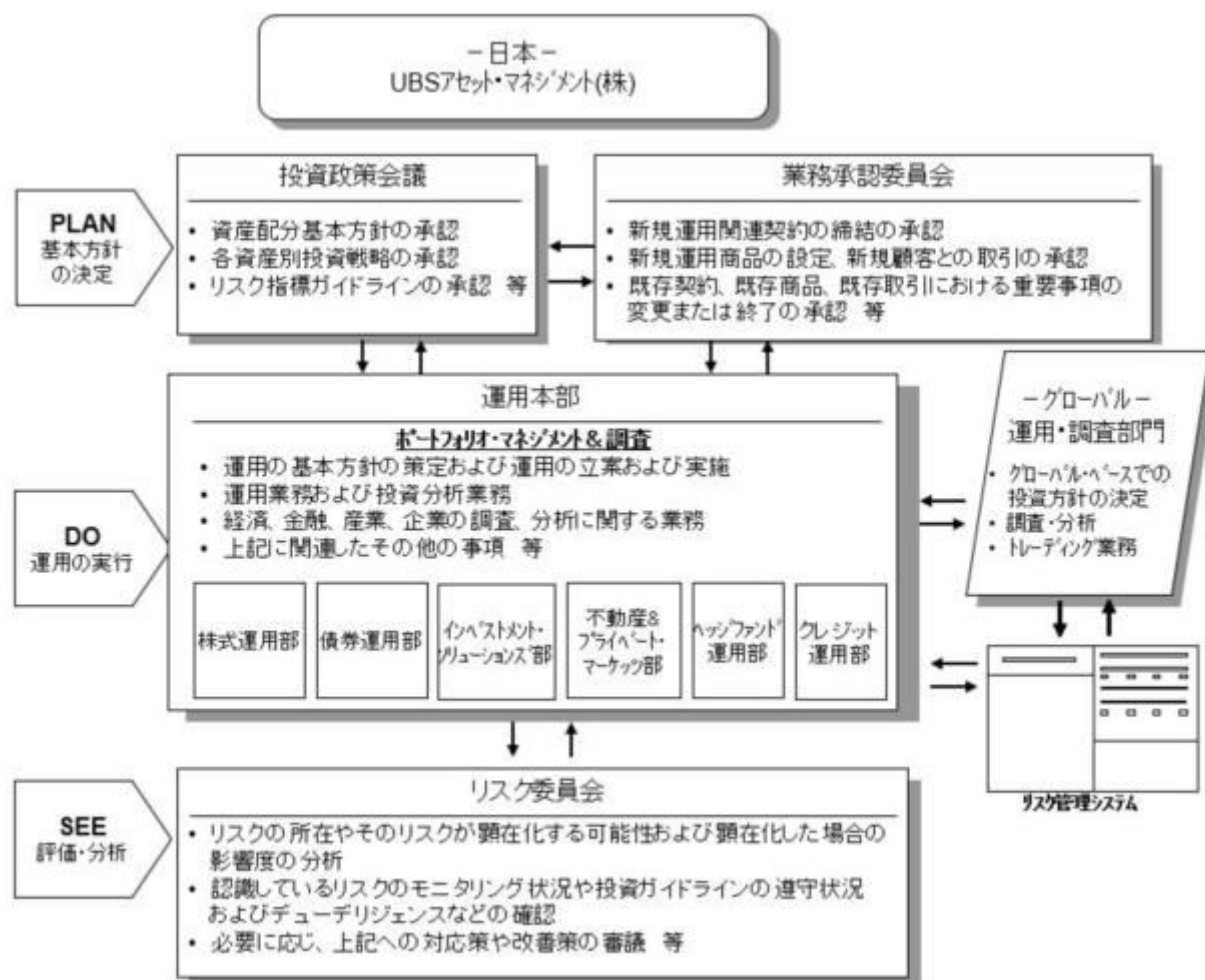 －日本－
UBSアセット・マネジメント(株)
PLAN
基本方針
の決定
投資政策会議
• 資産配分基本方針の承認
• 各資産別投資戦略の承認
• リスク指標ガイドラインの承認 等
業務承認委員会
• 新規運用関連契約の締結の承認
• 新規運用商品の設定、新規顧客との取引の承認
• 既存契約、既存商品、既存取引における重要事項の
変更または終了の承認 等
DO
運用の実行
運用本部
ポートフォリオ・マネジメント＆調査
• 運用の基本方針の策定および運用の立案および実施
• 運用業務および投資分析業務
• 経済、金融、産業、企業の調査、分析に関する業務
• 上記に関連したその他の事項 等
株式運用部
債券運用部
インベストメント・
ソリューションズ部
不動産&
プライベート・
マーケッツ部
ヘッジファンド
運用部
クレジット
運用部
－グローバル－
運用・調査部門
• グローバル・ベースでの
投資方針の決定
• 調査・分析
• トレーディング業務
リスク管理システム
SEE
評価・分析
リスク委員会
• リスクの所在やそのリスクが顕在化する可能性および顕在化した場合の
影響度の分析
• 認識しているリスクのモニタリング状況や投資ガイドラインの遵守状況
およびデューデリジェンスなどの確認
• 必要に応じ、上記への対応策や改善策の審議 等